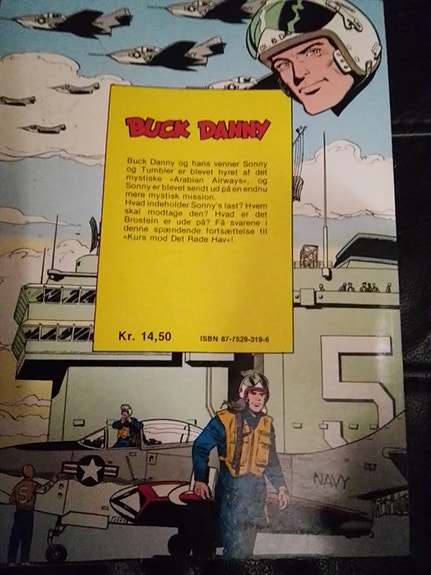 BUCK DANNY
Buck Danny og hans venner Sonny
og Tumbler er blevet hyret af det
mystiske »Arabian Airways«, og
Sonny er blevet sendt ud på en endnu
mere mystisk mission.
Hvad indeholder Sonny's last? Hvem
skal modtage den? Hvad er det
Brostein er ude på? Få svarene i
denne spændende fortsættelse til
»Kurs mod Det Røde Hav«!
Kr. 14,50
ISBN 87-7529-319-6
5
NAVY
5